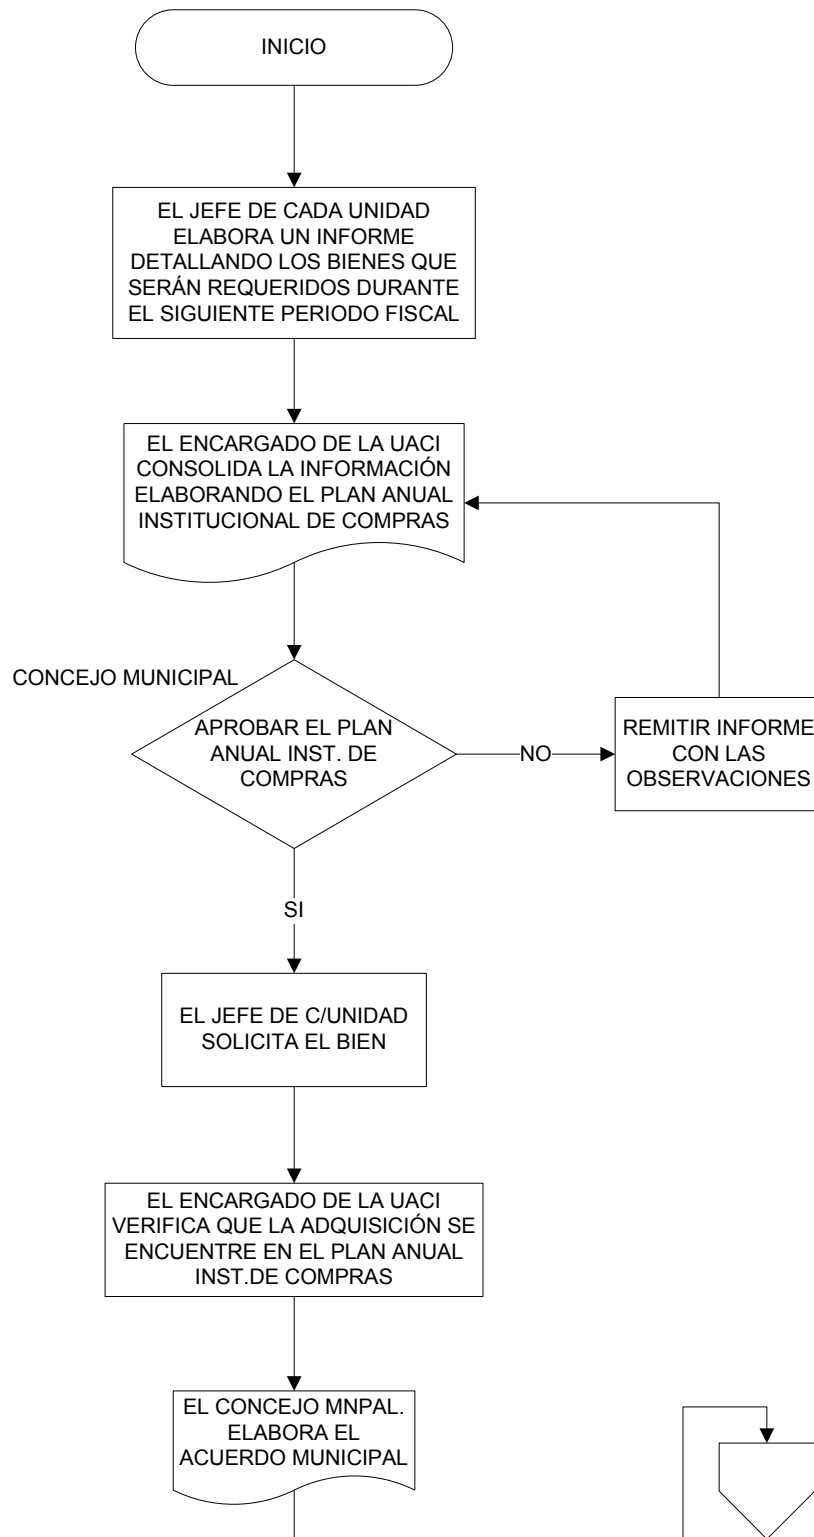 INICIO
EL JEFE DE CADA UNIDAD
ELABORA UN INFORME
DETALLANDO LOS BIENES QUE
SERÁN REQUERIDOS DURANTE
EL SIGUIENTE PERIODO FISCAL
EL ENCARGADO DE LA UACI
CONSOLIDA LA INFORMACIÓN
ELABORANDO EL PLAN ANUAL
INSTITUCIONAL DE COMPRAS
CONCEJO MUNICIPAL
APROBAR EL PLAN
ANUAL INST. DE
COMPRAS
NO
REMITIR INFORME
CON LAS
OBSERVACIONES
SI
EL JEFE DE C/UNIDAD
SOLICITA EL BIEN
EL ENCARGADO DE LA UACI
VERIFICA QUE LA ADQUISICIÓN SE
ENCUENTRE EN EL PLAN ANUAL
INST.DE COMPRAS
EL CONCEJO MNPAL.
ELABORA EL
ACUERDO MUNICIPAL